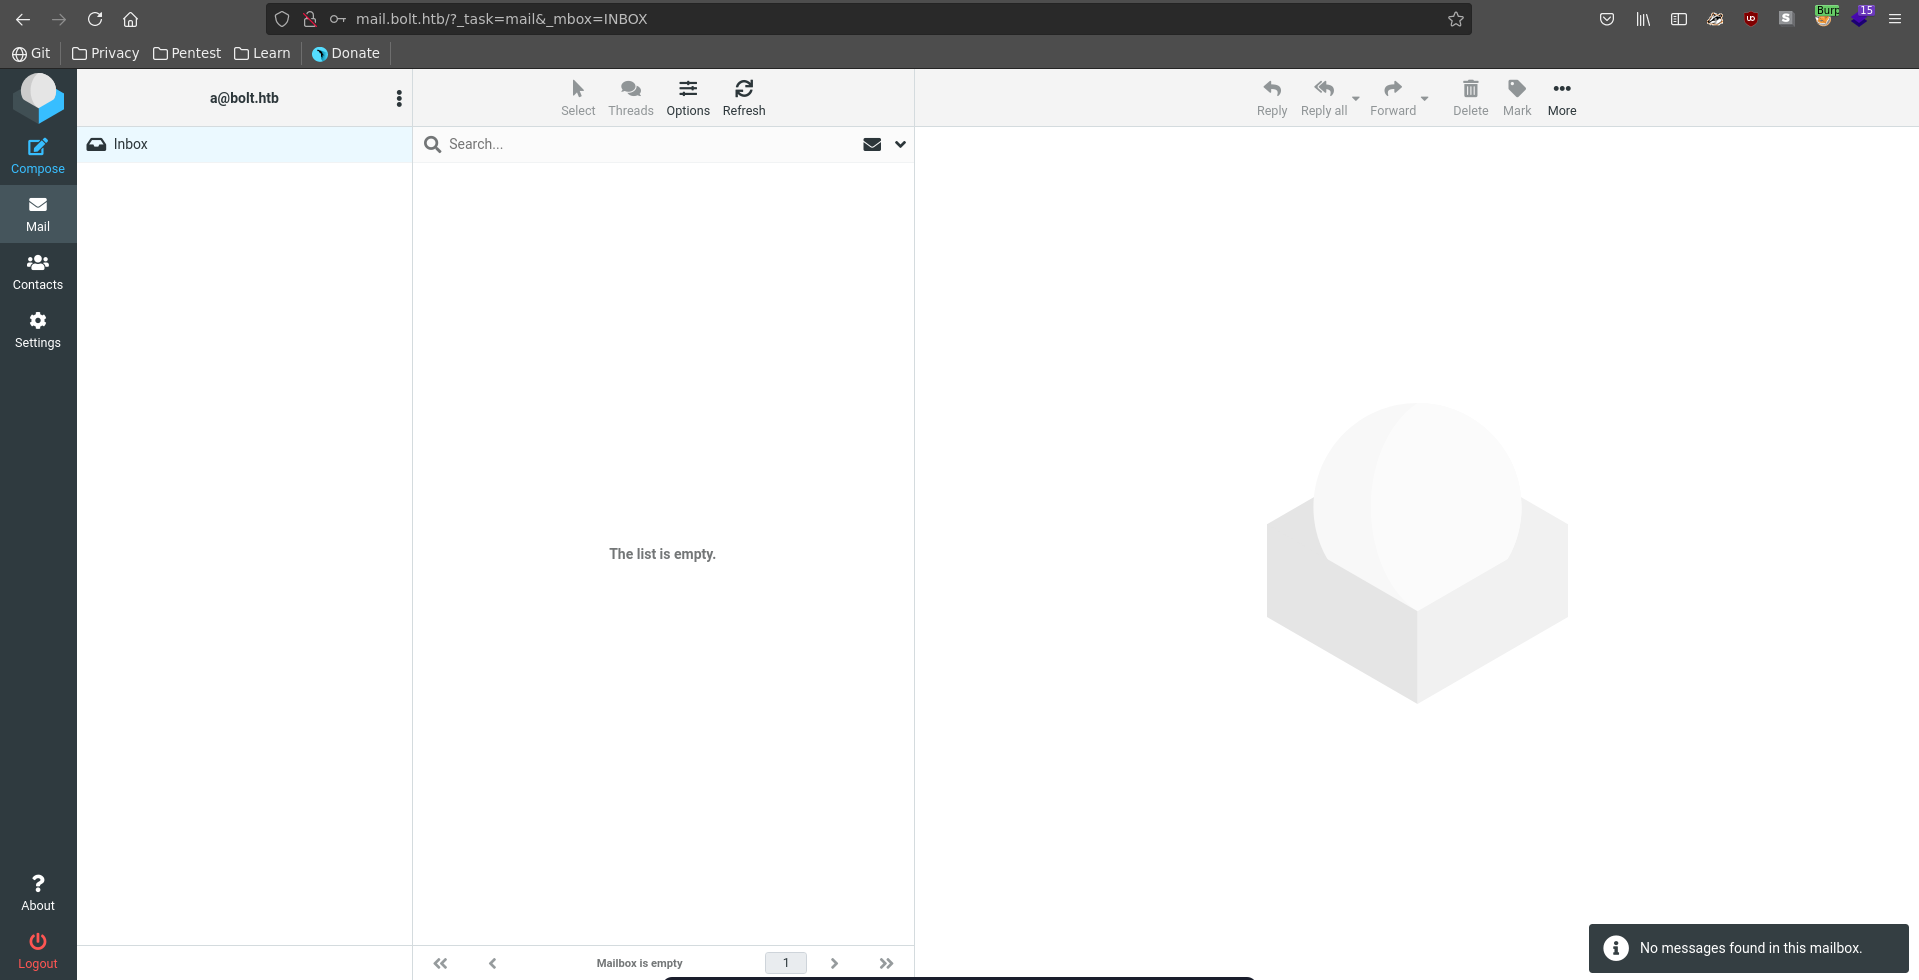 mail.bolt.htb/?_task=mail&_mbox=INBOX
Burp
15
Git
Privacy
Pentest
Learn
Donate
a@bolt.htb
Select
Threads
Options
Refresh
Reply
Reply all
Forward
Delete
Mark
More
Compose
Mail
Contacts
Settings
About
Logout
Inbox
Search...
The list is empty.
Mailbox is empty
1
No messages found in this mailbox.